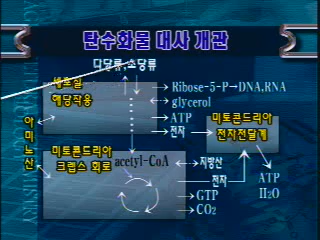 탄수화물 대사 개관
다당류,소당류
세포질
해당작용
Ribose-5-P→DNA,RNA
glycerol
ATP
전자
미토콘드리아
전자전달계
아미노산
미토콘드리아
크렙스 회로
acetyl-CoA
지방산
전자
ATP
H2O
GTP
CO2